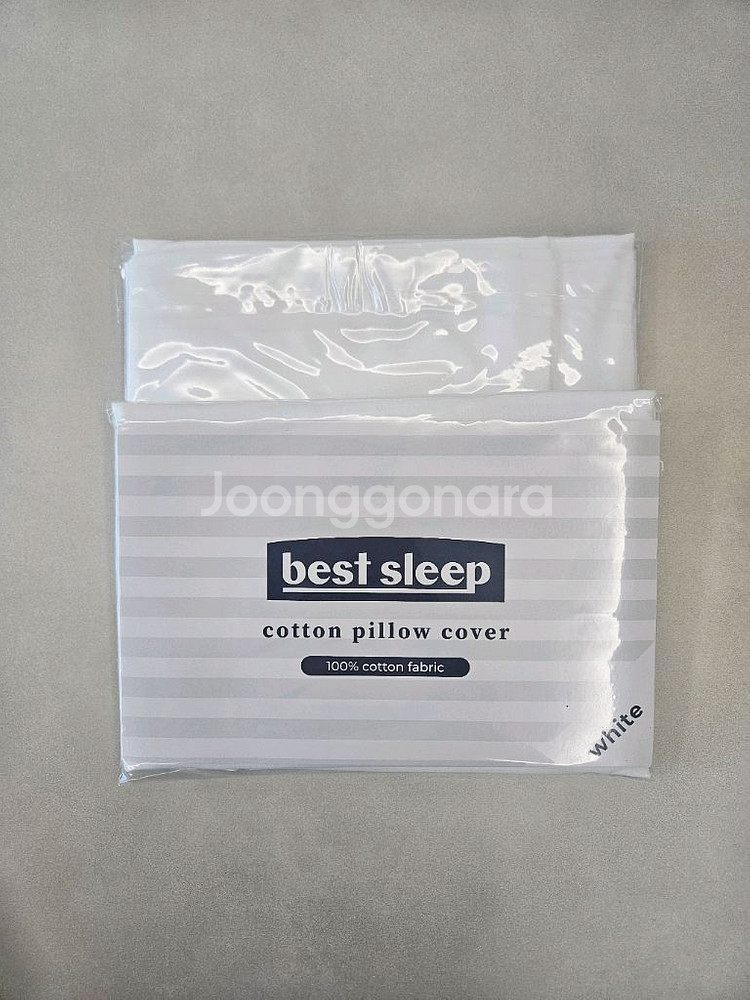 Joonggonara
best sleep
cotton pillow cover
100% cotton fabric
white